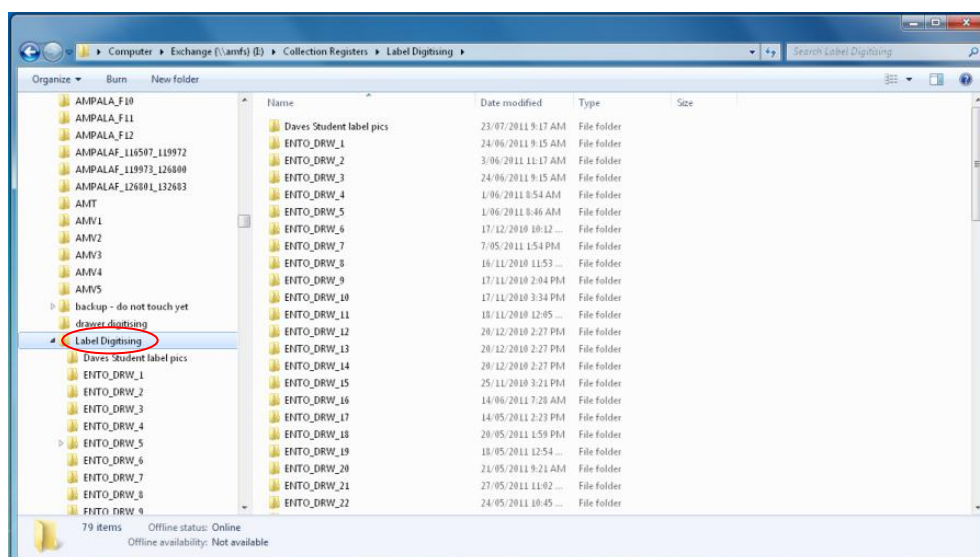 Computer ▸ Exchange (\\amfs) (I:) ▸ Collection Registers ▸ Label Digitising ▸
Search Label Digitising
Organize ▾ Burn New folder
AMPALA_F10
AMPALA_F11
AMPALA_F12
AMPALAF_116507_119972
AMPALAF_119973_126800
AMPALAF_126801_132683
AMT
AMV1
AMV2
AMV3
AMV4
AMV5
backup - do not touch yet
drawer digitising
Label Digitising
Daves Student label pics
ENTO_DRW_1
ENTO_DRW_2
ENTO_DRW_3
ENTO_DRW_4
ENTO_DRW_5
ENTO_DRW_6
ENTO_DRW_7
ENTO_DRW_8
ENTO_DRW_9
Name Date modified Type Size
Daves Student label pics 23/07/2011 9:17 AM File folder
ENTO_DRW_1 24/06/2011 9:15 AM File folder
ENTO_DRW_2 3/06/2011 11:17 AM File folder
ENTO_DRW_3 24/06/2011 9:15 AM File folder
ENTO_DRW_4 1/06/2011 8:54 AM File folder
ENTO_DRW_5 1/06/2011 8:46 AM File folder
ENTO_DRW_6 17/12/2010 10:12 ... File folder
ENTO_DRW_7 7/05/2011 1:54 PM File folder
ENTO_DRW_8 16/11/2010 11:53 ... File folder
ENTO_DRW_9 17/11/2010 2:04 PM File folder
ENTO_DRW_10 17/11/2010 3:34 PM File folder
ENTO_DRW_11 18/11/2010 12:05 ... File folder
ENTO_DRW_12 20/12/2010 2:27 PM File folder
ENTO_DRW_13 20/12/2010 2:27 PM File folder
ENTO_DRW_14 20/12/2010 2:27 PM File folder
ENTO_DRW_15 25/11/2010 3:21 PM File folder
ENTO_DRW_16 14/06/2011 7:28 AM File folder
ENTO_DRW_17 14/05/2011 2:23 PM File folder
ENTO_DRW_18 20/05/2011 1:59 PM File folder
ENTO_DRW_19 18/05/2011 12:54 ... File folder
ENTO_DRW_20 21/05/2011 9:21 AM File folder
ENTO_DRW_21 27/05/2011 11:02 ... File folder
ENTO_DRW_22 24/05/2011 10:45 ... File folder
79 items Offline status: Online
Offline availability: Not available